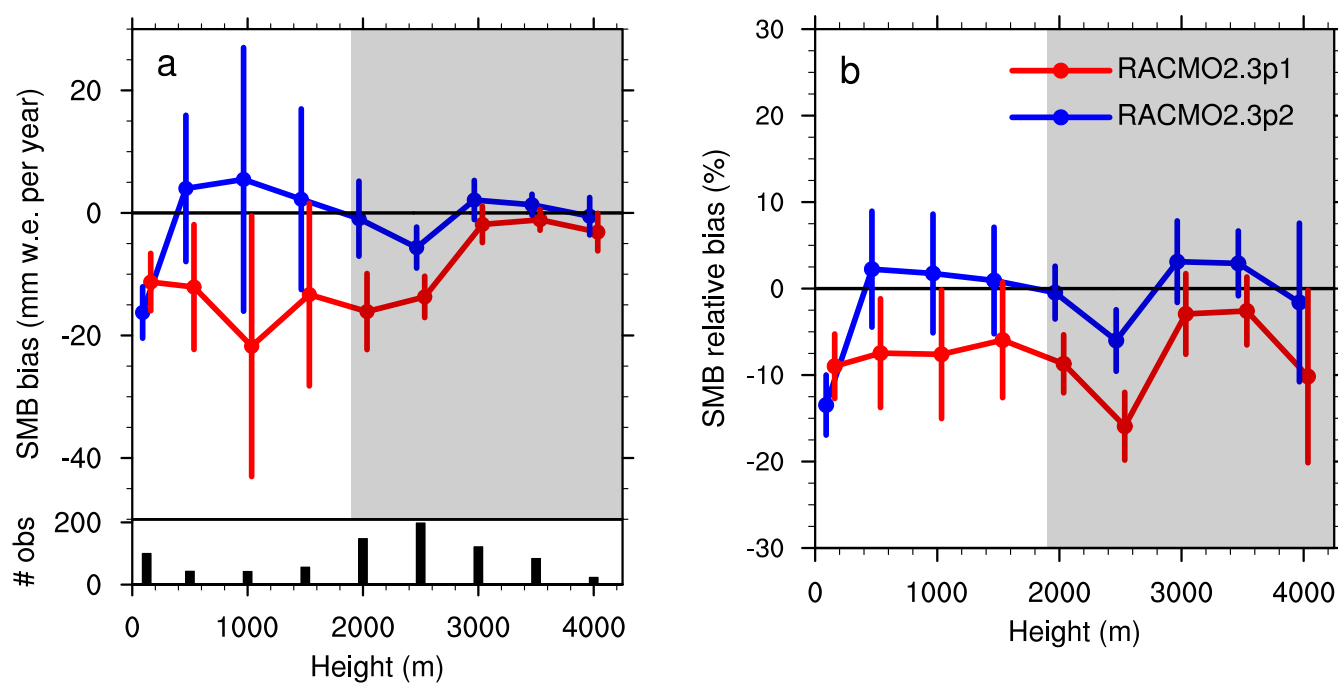 a
SMB bias (mm w.e. per year)
20
0
-20
-40
# obs
200
0
0
1000
2000
3000
4000
Height (m)
b
RACMO2.3p1
RACMO2.3p2
SMB relative bias (%)
30
20
10
0
-10
-20
-30
0
1000
2000
3000
4000
Height (m)